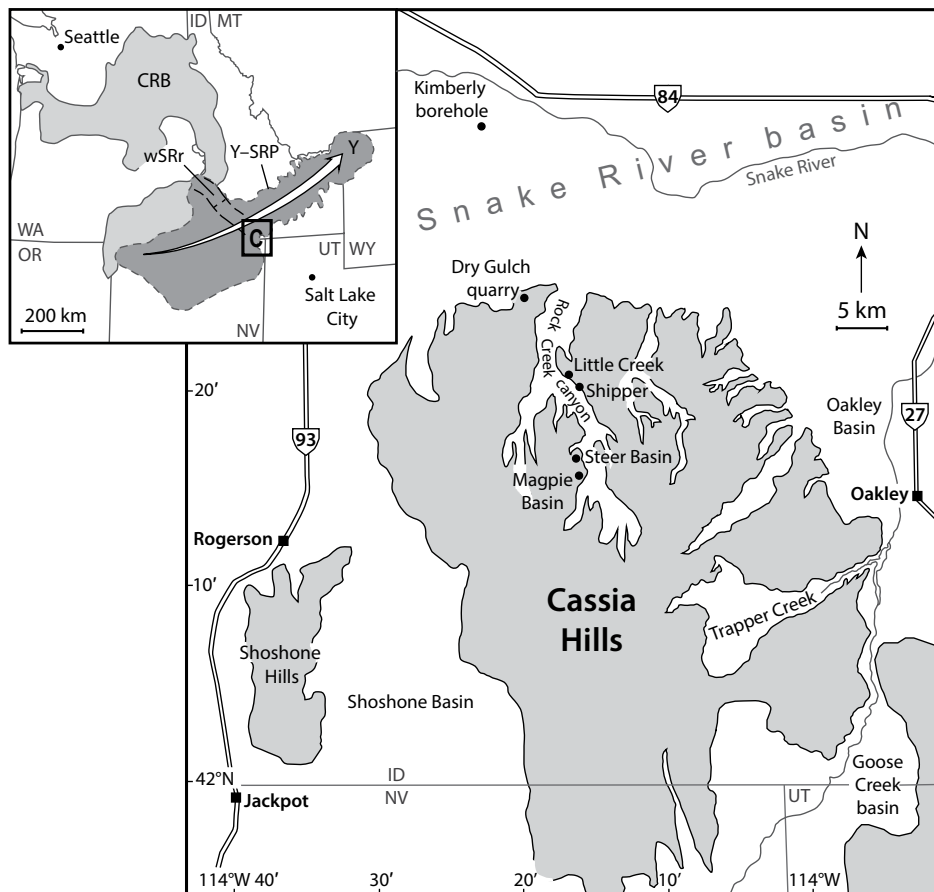 ID
MT
Seattle
CRB
wSRr
Y–SRP
Y
WA
OR
C
UT
WY
200 km
Salt Lake
City
NV
Kimberly
borehole
84
Snake River basin
Snake River
N
5 km
Dry Gulch
quarry
Rock
Creek
canyon
Little Creek
Shipper
20′
Oakley
Basin
27
93
Steer Basin
Magpie
Basin
Oakley
Rogerson
10′
Cassia
Hills
Trapper Creek
Shoshone
Hills
Shoshone Basin
Goose
Creek
basin
42°N
ID
NV
UT
Jackpot
114°W 40′
30′
20′
10′
114°W